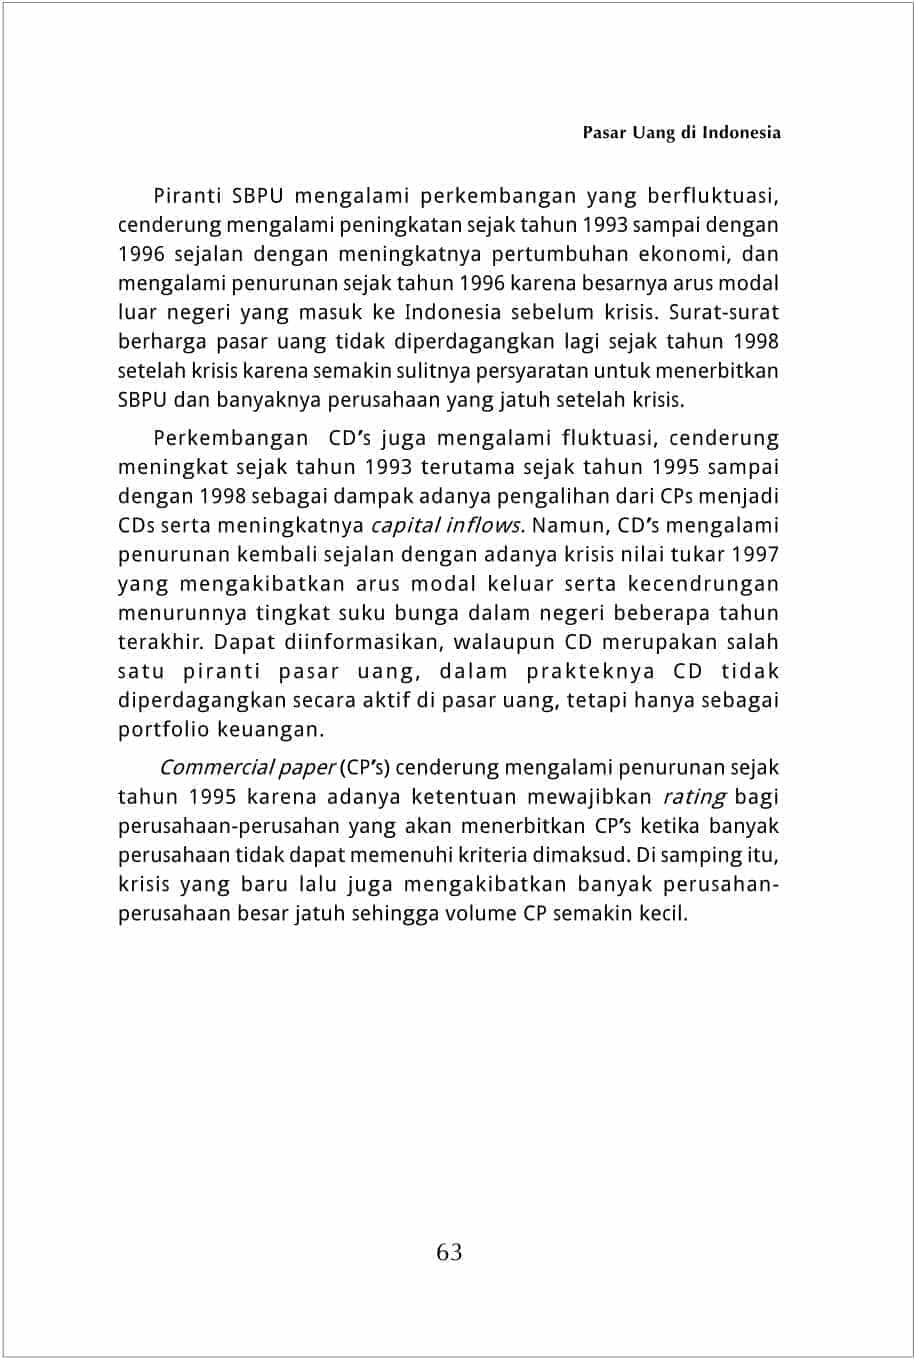 Pasar Uang di Indonesia
Piranti SBPU mengalami perkembangan yang berfluktuasi,
cenderung mengalami peningkatan sejak tahun 1993 sampai dengan
1996 sejalan dengan meningkatnya pertumbuhan ekonomi, dan
mengalami penurunan sejak tahun 1996 karena besarnya arus modal
luar negeri yang masuk ke Indonesia sebelum krisis. Surat-surat
berharga pasar uang tidak diperdagangkan lagi sejak tahun 1998
setelah krisis karena semakin sulitnya persyaratan untuk menerbitkan
SBPU dan banyaknya perusahaan yang jatuh setelah krisis.
Perkembangan CD’s juga mengalami fluktuasi, cenderung
meningkat sejak tahun 1993 terutama sejak tahun 1995 sampai
dengan 1998 sebagai dampak adanya pengalihan dari CPs menjadi
CDs serta meningkatnya capital inflows. Namun, CD’s mengalami
penurunan kembali sejalan dengan adanya krisis nilai tukar 1997
yang mengakibatkan arus modal keluar serta kecendrungan
menurunnya tingkat suku bunga dalam negeri beberapa tahun
terakhir. Dapat diinformasikan, walaupun CD merupakan salah
satu piranti pasar uang, dalam prakteknya CD tidak
diperdagangkan secara aktif di pasar uang, tetapi hanya sebagai
portfolio keuangan.
Commercial paper (CP’s) cenderung mengalami penurunan sejak
tahun 1995 karena adanya ketentuan mewajibkan rating bagi
perusahaan-perusahan yang akan menerbitkan CP’s ketika banyak
perusahaan tidak dapat memenuhi kriteria dimaksud. Di samping itu,
krisis yang baru lalu juga mengakibatkan banyak perusahan-
perusahaan besar jatuh sehingga volume CP semakin kecil.
63